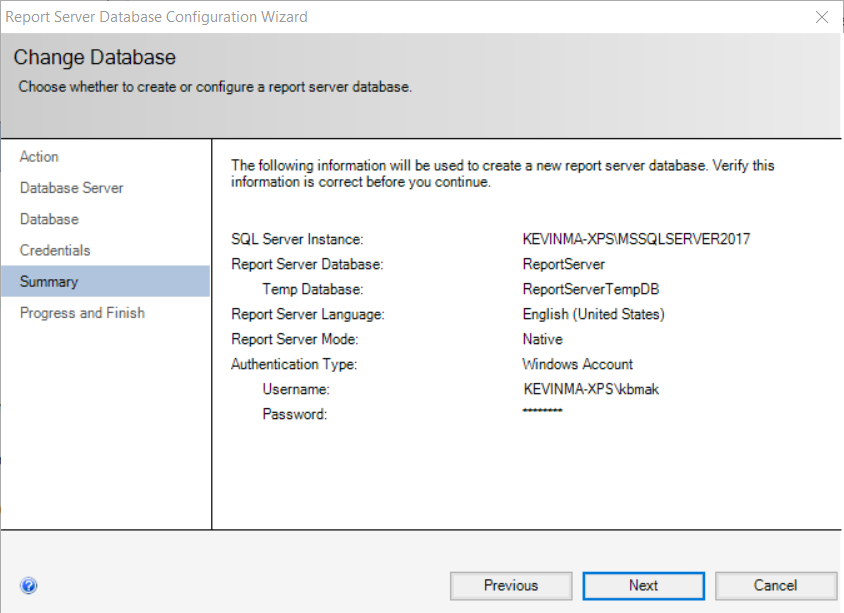 Report Server Database Configuration Wizard
Change Database
Choose whether to create or configure a report server database.
Action
Database Server
Database
Credentials
Summary
Progress and Finish
The following information will be used to create a new report server database. Verify this
information is correct before you continue.
SQL Server Instance: KEVINMA-XPS\MSSQLSERVER2017
Report Server Database: ReportServer
Temp Database: ReportServerTempDB
Report Server Language: English (United States)
Report Server Mode: Native
Authentication Type: Windows Account
Username: KEVINMA-XPS\kbmak
Password: ********
Previous Next Cancel